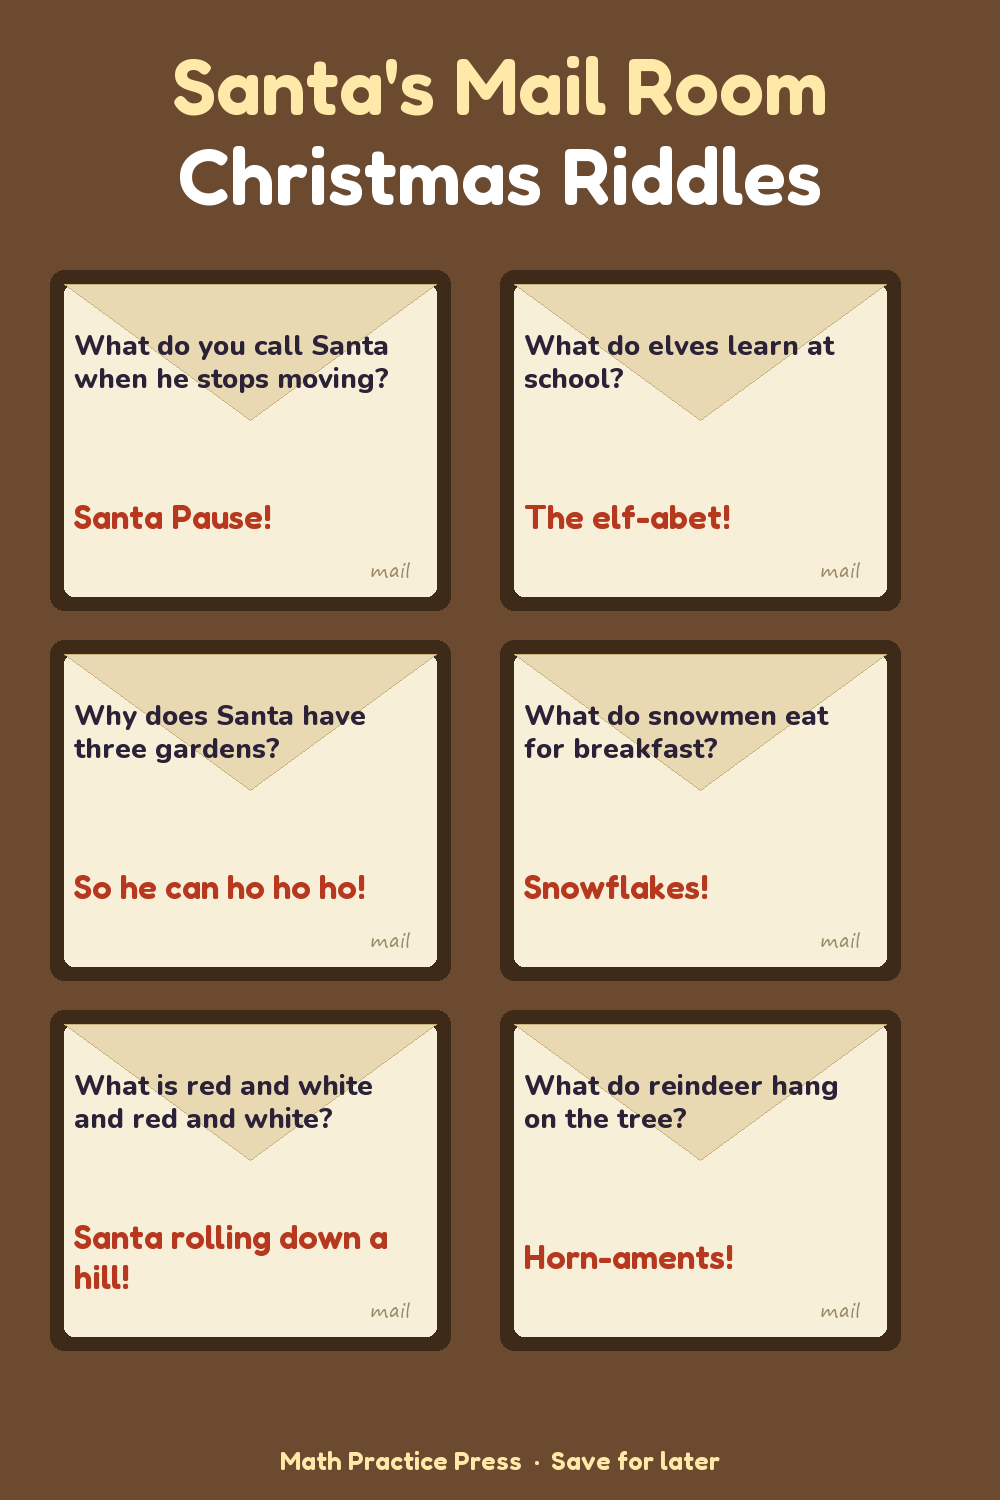 Santa's Mail Room
Christmas Riddles
What do you call Santa
when he stops moving?
Santa Pause!
mail
What do elves learn at
school?
The elf-abet!
mail
Why does Santa have
three gardens?
So he can ho ho ho!
mail
What do snowmen eat
for breakfast?
Snowflakes!
mail
What is red and white
and red and white?
Santa rolling down a
hill!
mail
What do reindeer hang
on the tree?
Horn-aments!
mail
Math Practice Press · Save for later